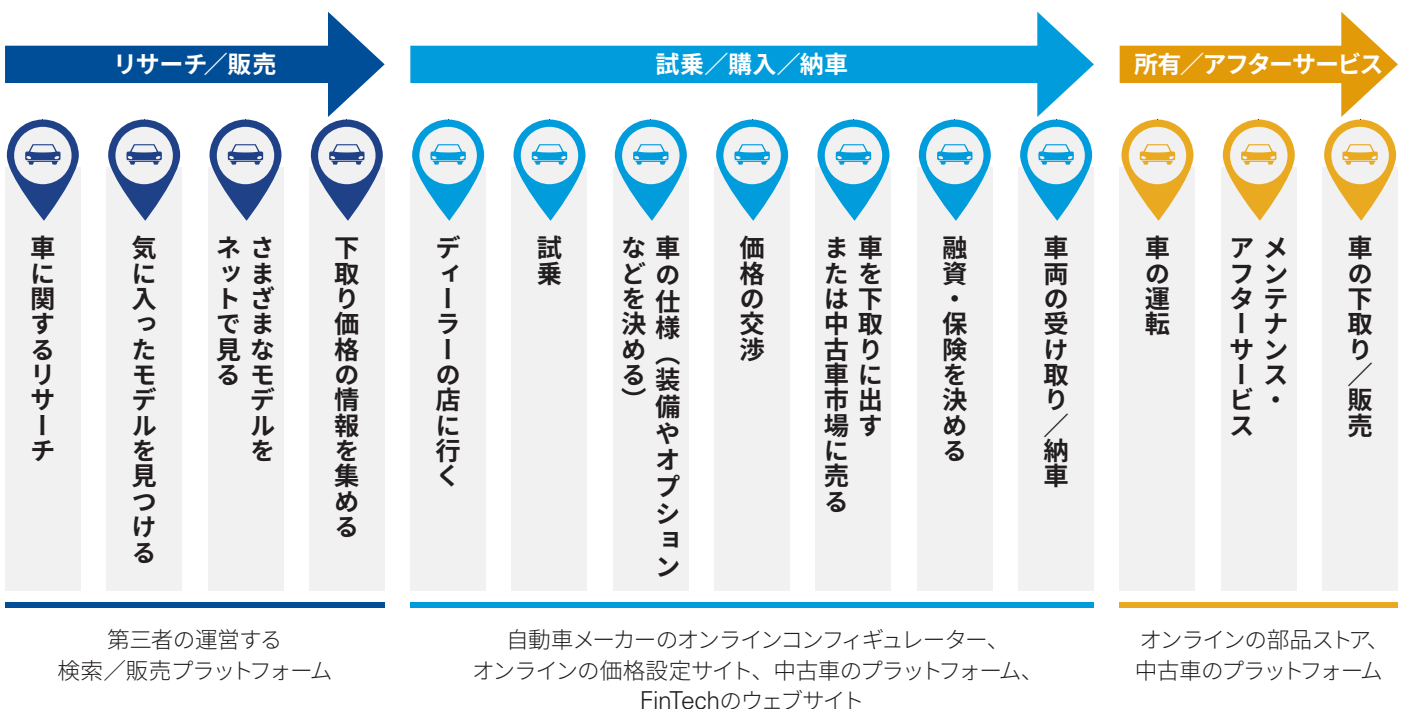 リサーチ／販売
試乗／購入／納車
所有／アフターサービス
車に関するリサーチ
気に入ったモデルを見つける
さまざまなモデルを
ネットで見る
下取り価格の情報を集める
ディーラーの店に行く
試乗
車の仕様（装備やオプション
などを決める）
価格の交渉
車を下取りに出す
または中古車市場に売る
融資・保険を決める
車両の受け取り／納車
車の運転
メンテナンス・
アフターサービス
車の下取り／販売
第三者の運営する
検索／販売プラットフォーム
自動車メーカーのオンラインコンフィギュレーター、
オンラインの価格設定サイト、中古車のプラットフォーム、
FinTechのウェブサイト
オンラインの部品ストア、
中古車のプラットフォーム